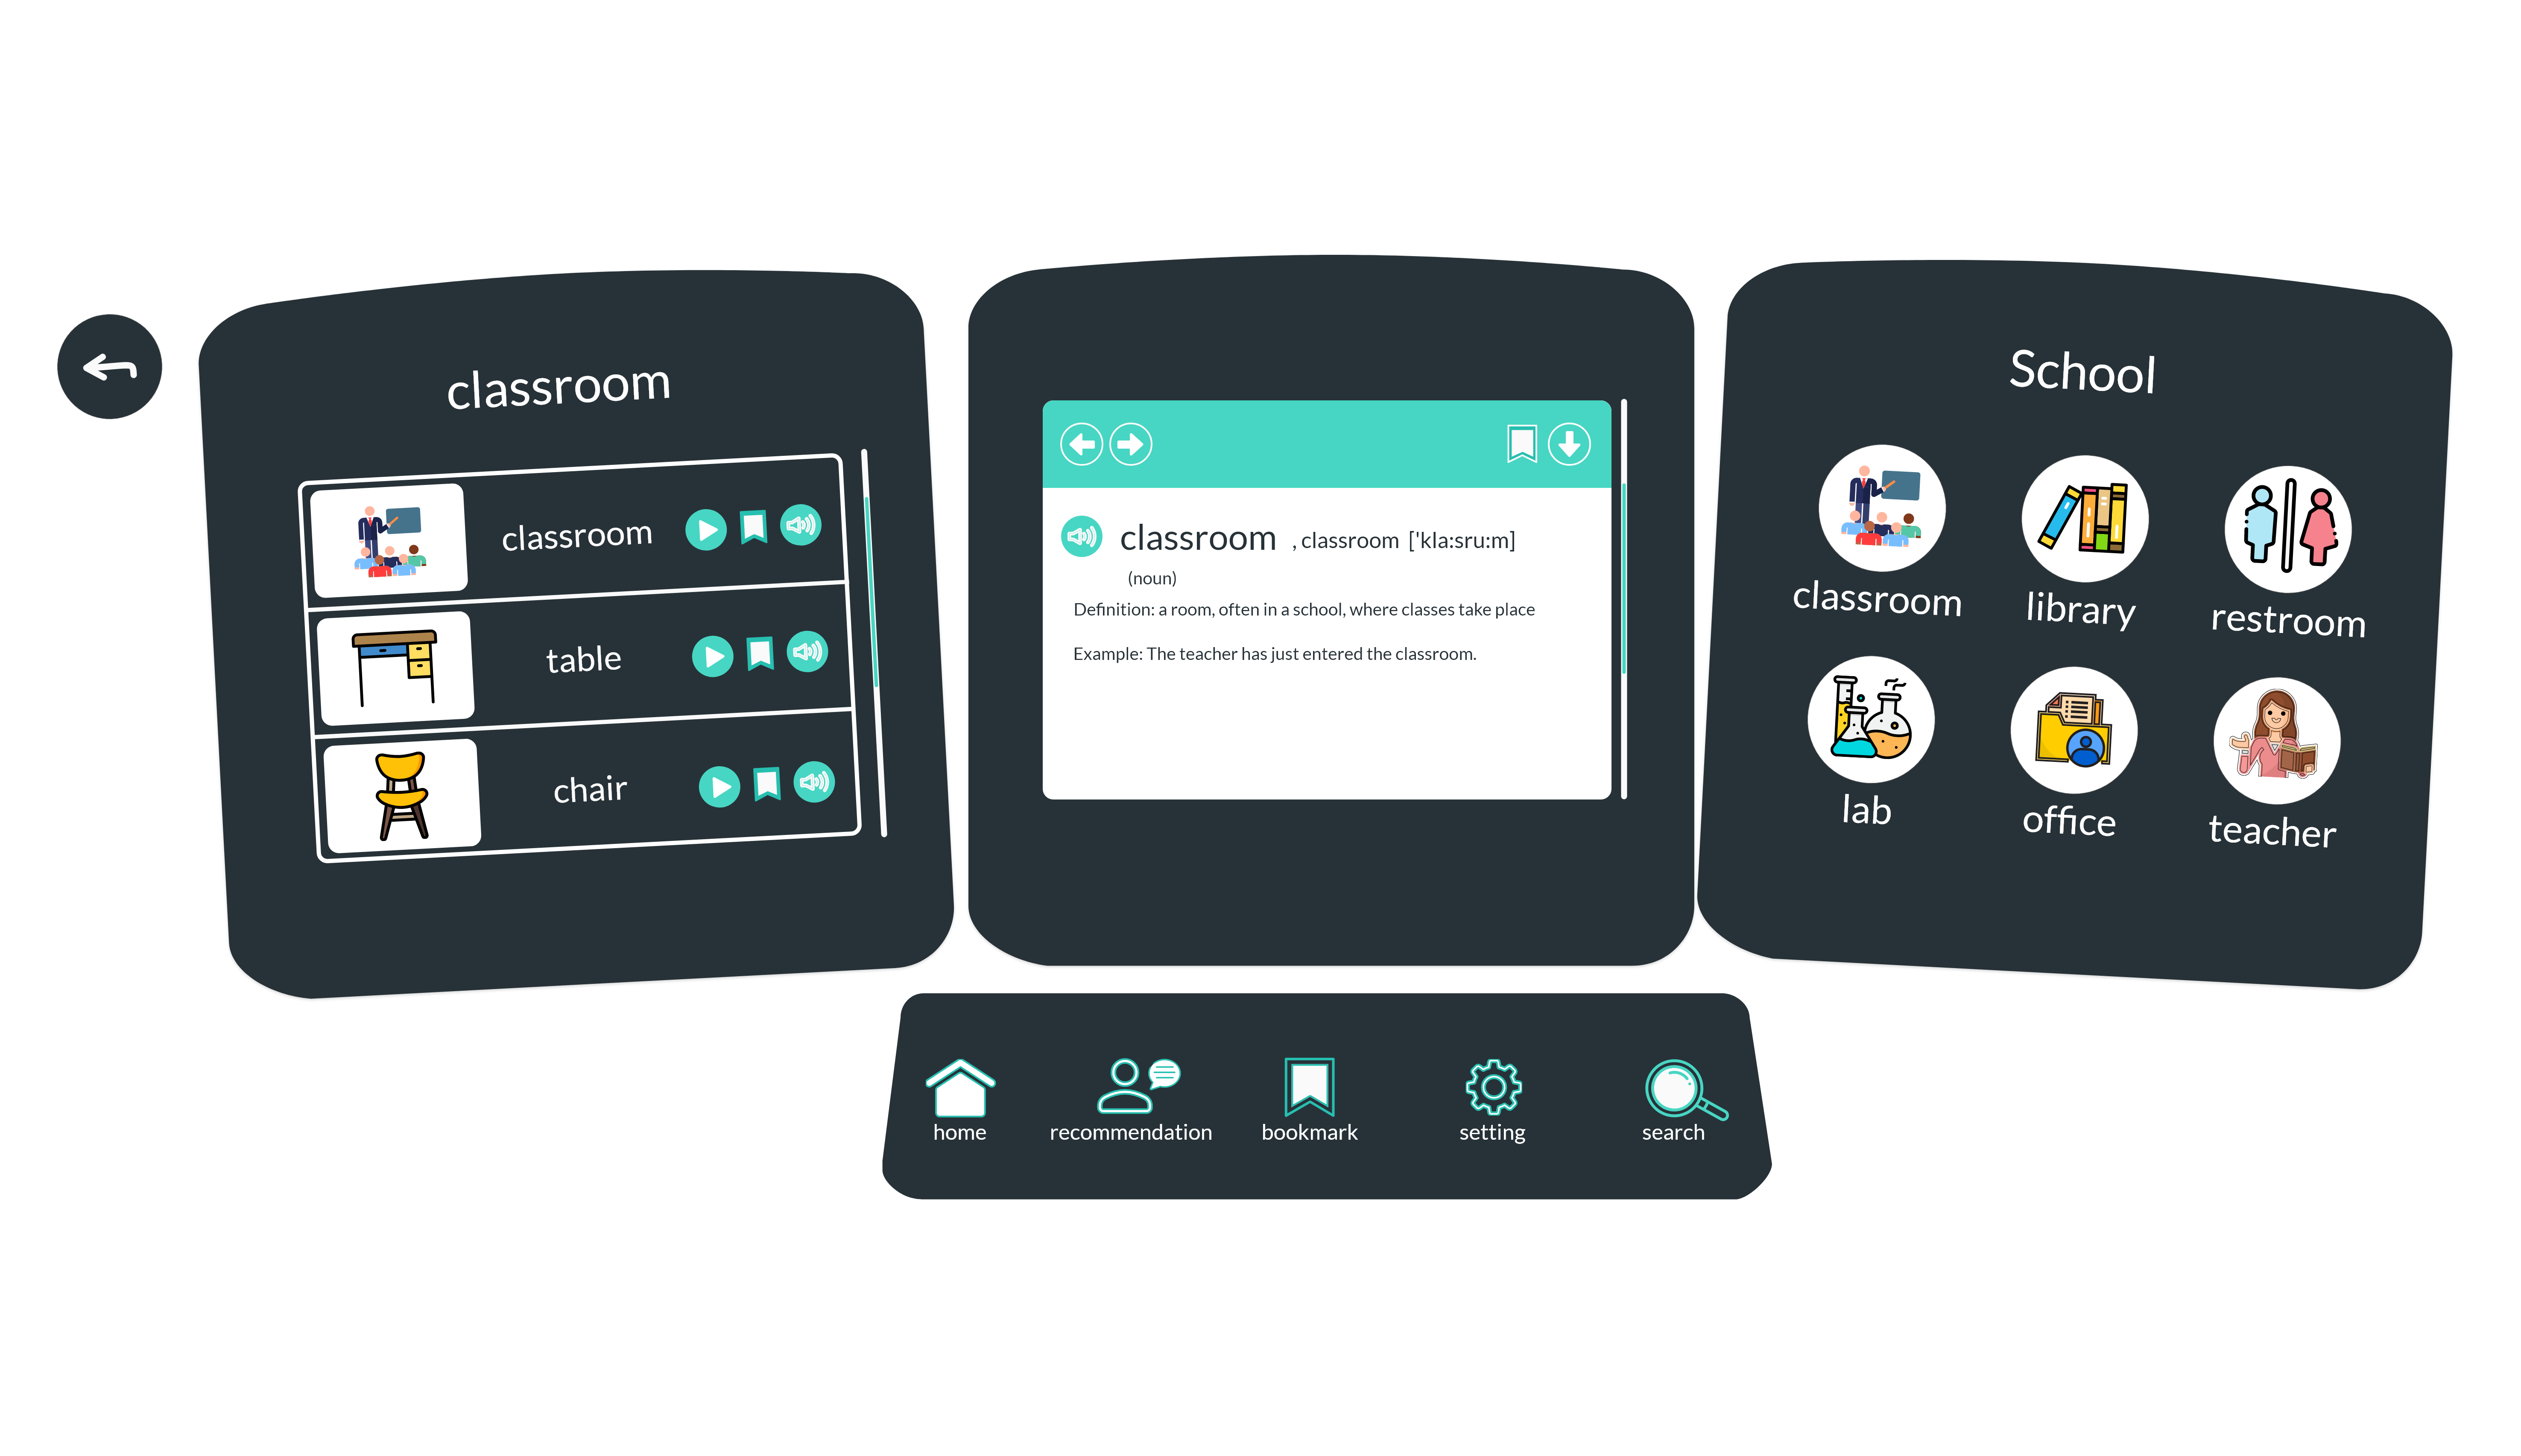 classroom
classroom
table
chair
classroom , classroom ['kla:sru:m]
(noun)
Definition: a room, often in a school, where classes take place
Example: The teacher has just entered the classroom.
School
classroom library restroom
lab office teacher
home recommendation bookmark setting search